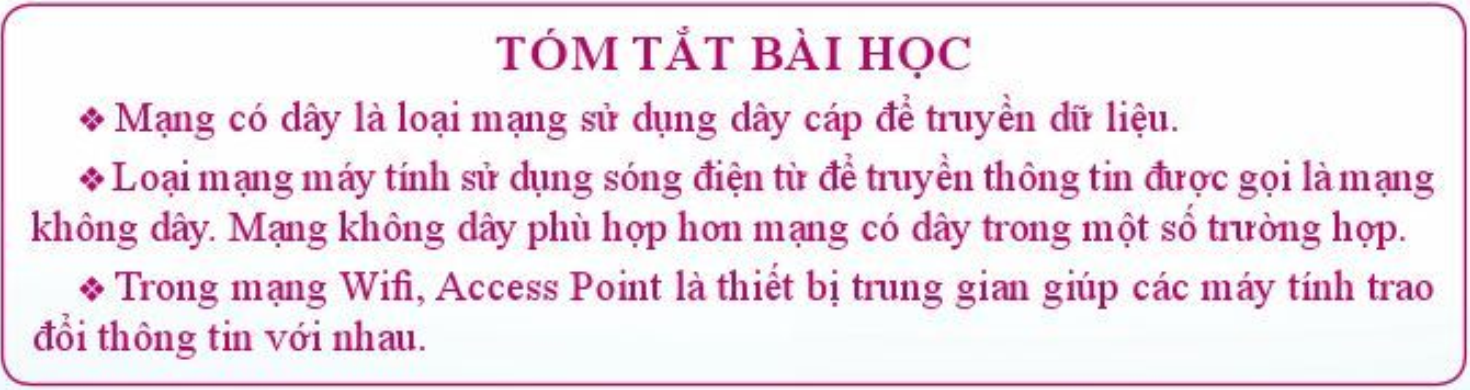 TÓM TẮT BÀI HỌC
❖ Mạng có dây là loại mạng sử dụng dây cáp để truyền dữ liệu.
❖ Loại mạng máy tính sử dụng sóng điện từ để truyền thông tin được gọi là mạng
không dây. Mạng không dây phù hợp hơn mạng có dây trong một số trường hợp.
❖ Trong mạng Wifi, Access Point là thiết bị trung gian giúp các máy tính trao
đổi thông tin với nhau.